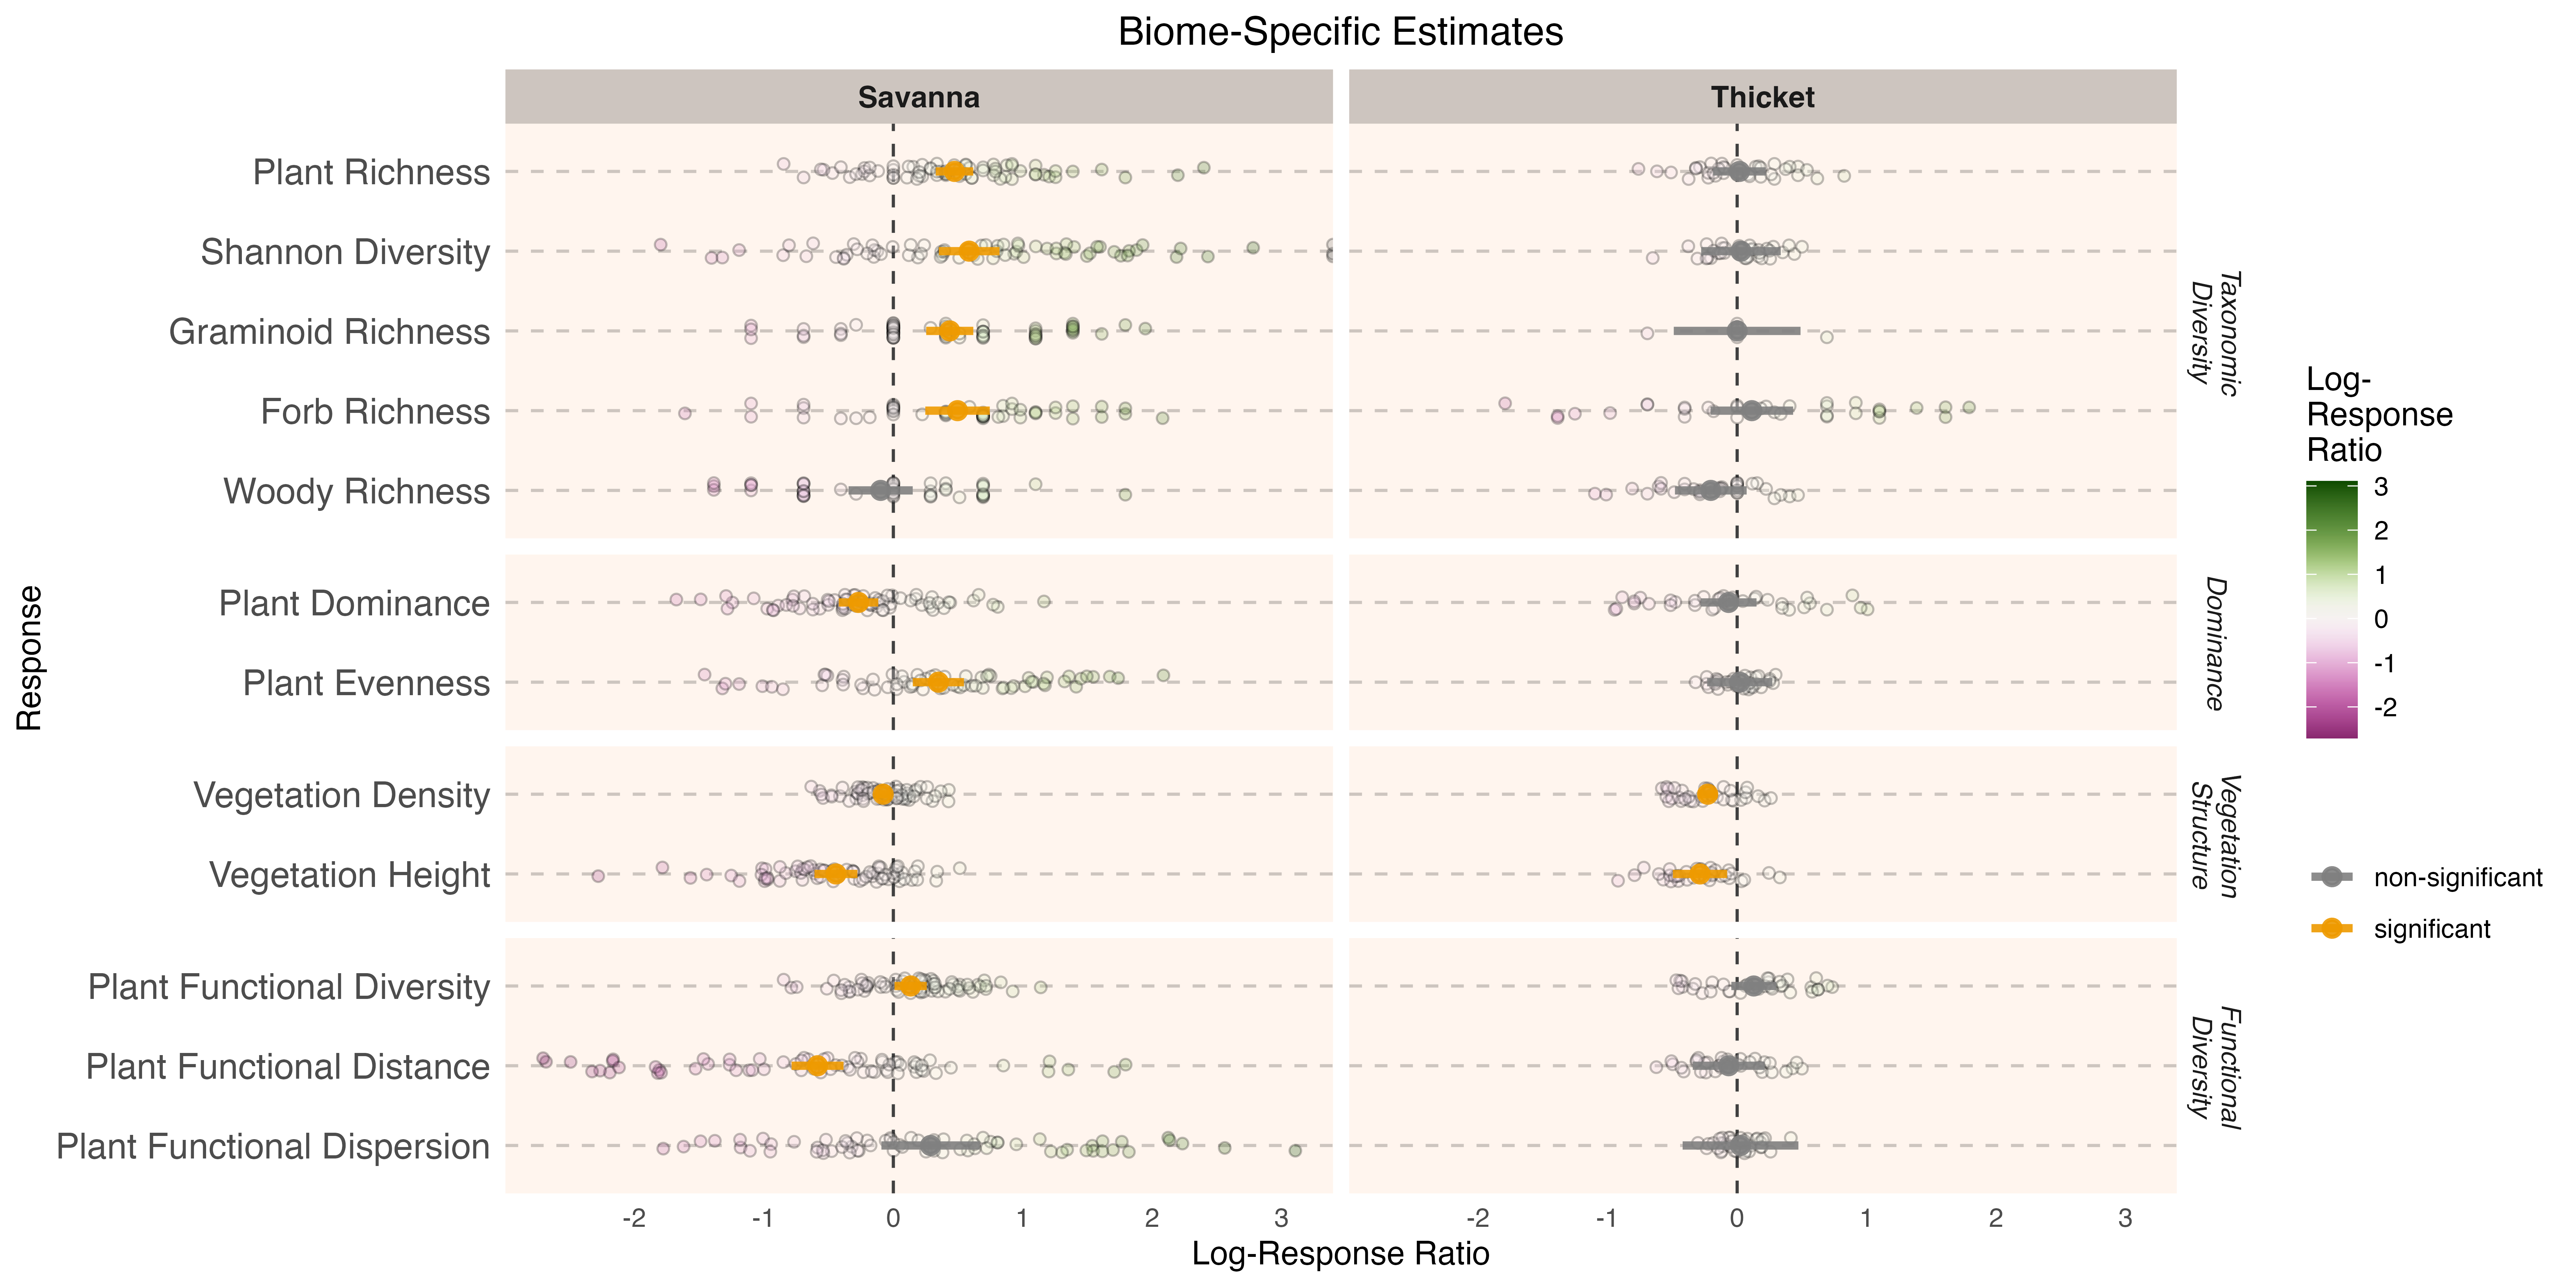 Biome-Specific Estimates
Savanna
Thicket
Response
Plant Richness
Shannon Diversity
Graminoid Richness
Forb Richness
Woody Richness
Taxonomic
Diversity
Plant Dominance
Plant Evenness
Dominance
Vegetation Density
Vegetation Height
Vegetation
Structure
Plant Functional Diversity
Plant Functional Distance
Plant Functional Dispersion
Functional
Diversity
-2 -1 0 1 2 3
-2 -1 0 1 2 3
Log-Response Ratio
Log-
Response
Ratio
3
2
1
0
-1
-2
non-significant
significant